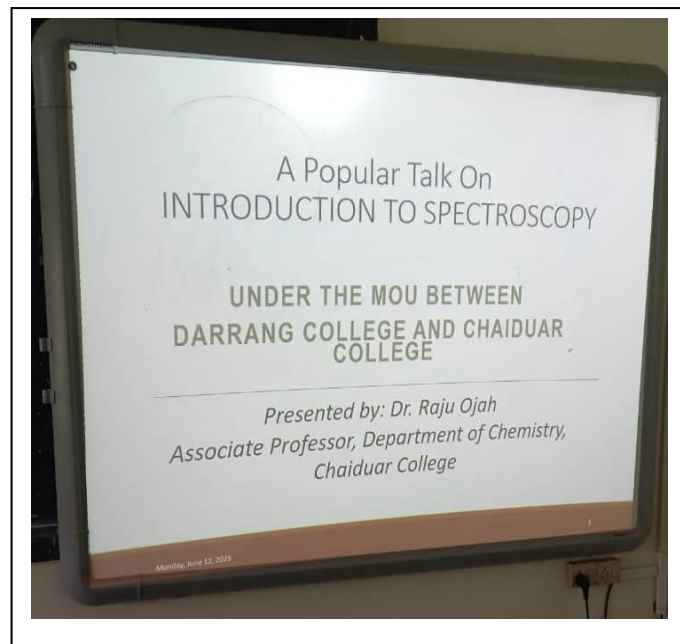 A Popular Talk On
INTRODUCTION TO SPECTROSCOPY
UNDER THE MOU BETWEEN
DARRANG COLLEGE AND CHAIDUAR
COLLEGE
Presented by: Dr. Raju Ojah
Associate Professor, Department of Chemistry,
Chaiduar College
Monday, June 12, 2023
1